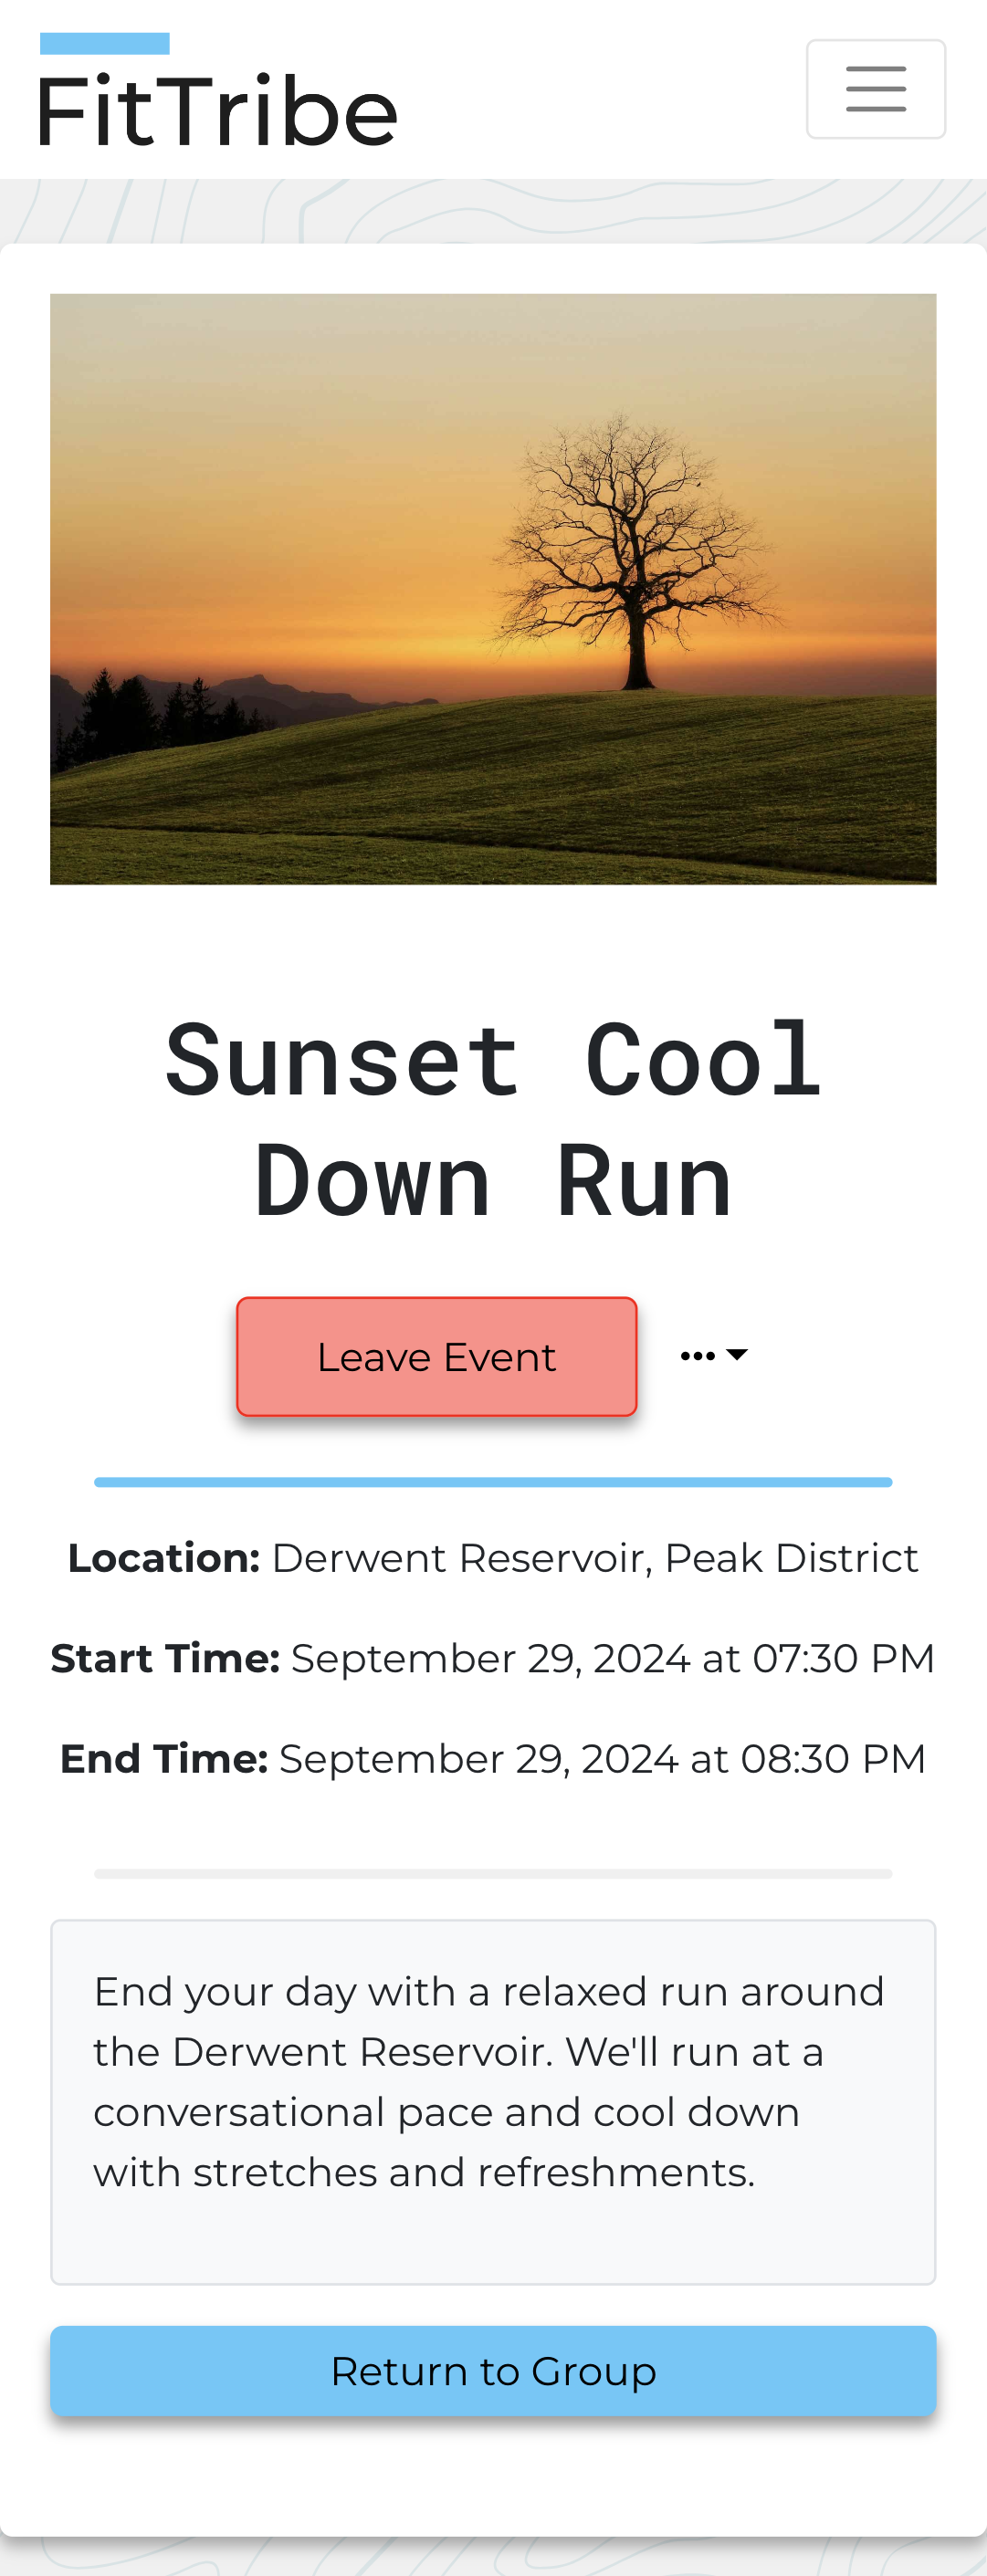 FitTribe
Sunset Cool
Down Run
Leave Event
Location: Derwent Reservoir, Peak District
Start Time: September 29, 2024 at 07:30 PM
End Time: September 29, 2024 at 08:30 PM
End your day with a relaxed run around
the Derwent Reservoir. We'll run at a
conversational pace and cool down
with stretches and refreshments.
Return to Group